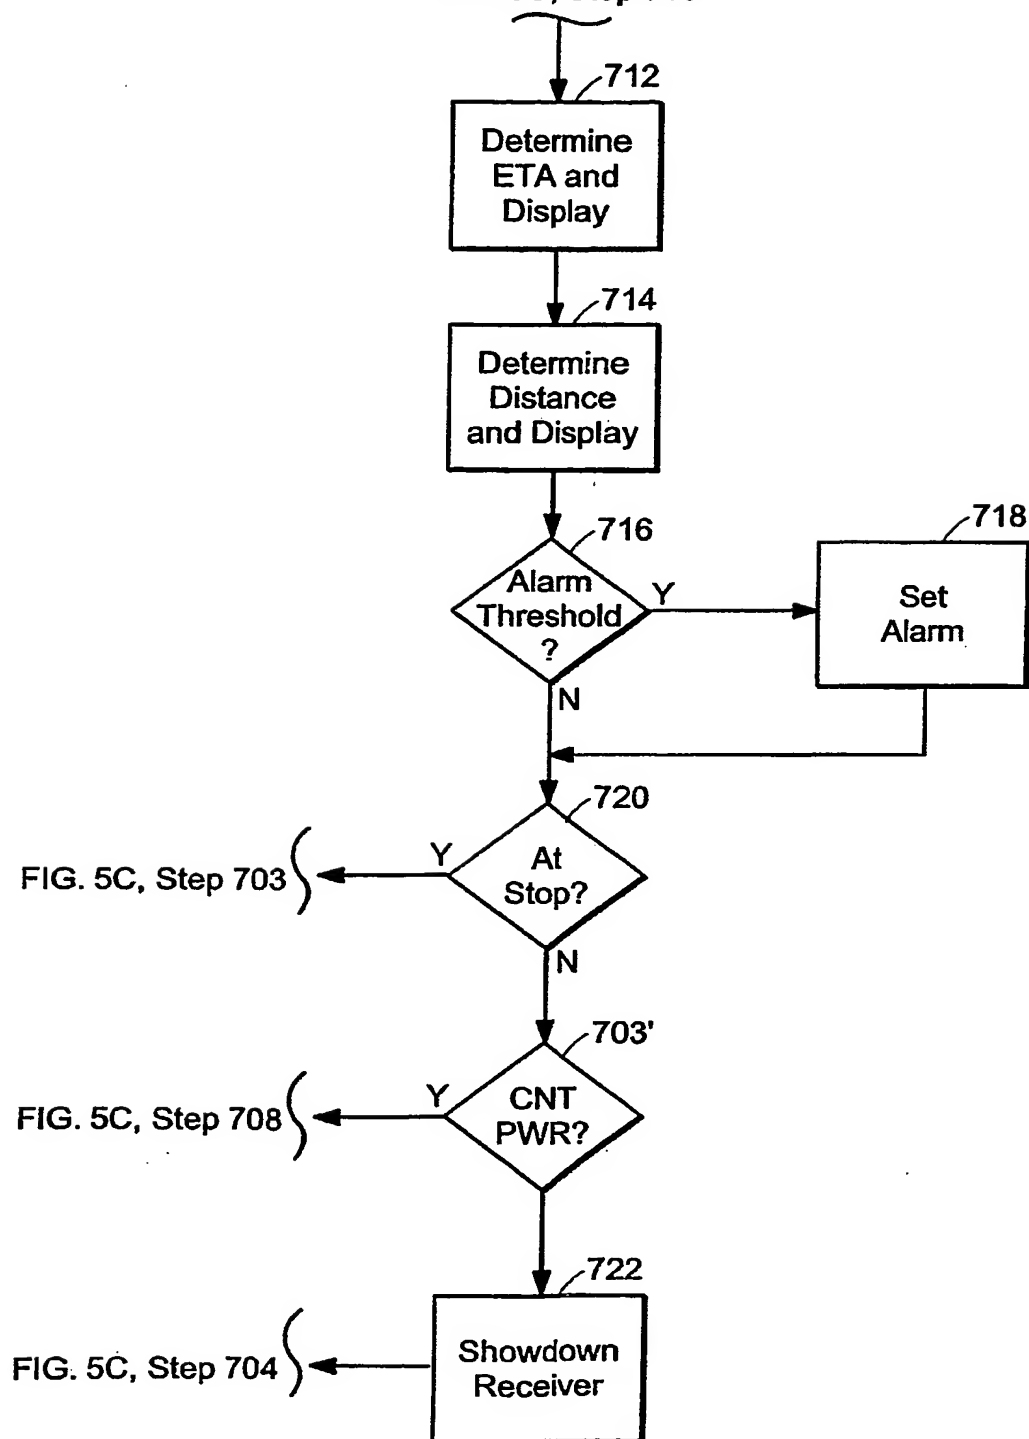 712
Determine
ETA and
Display
714
Determine
Distance
and Display
716
Alarm
Threshold
?
Y
N
718
Set
Alarm
720
At
Stop?
Y
FIG. 5C, Step 703
N
703'
CNT
PWR?
Y
FIG. 5C, Step 708
722
Showdown
Receiver
FIG. 5C, Step 704